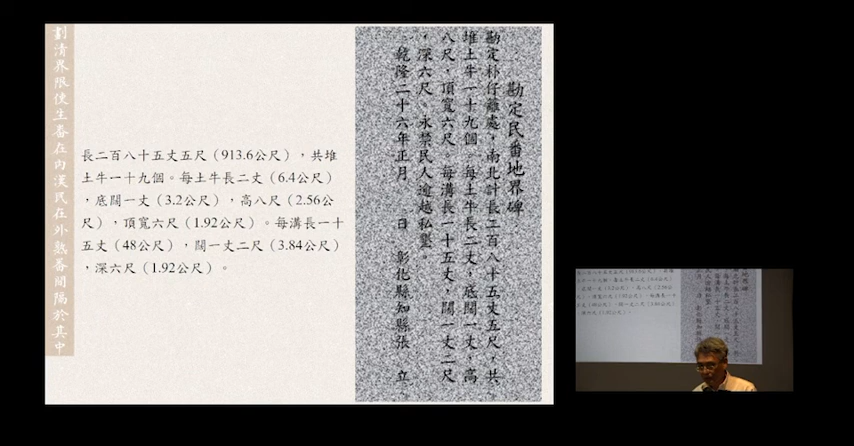 劃清界限使生番在內漢民在外熟番間隔於其中
長二百八十五丈五尺（913.6公尺），共堆
土牛一十九個。每土牛長二丈（6.4公尺）
，底闊一丈（3.2公尺），高八尺（2.56公
尺），頂寬六尺（1.92公尺）。每溝長一十
五丈（48公尺），闊一丈二尺（3.84公尺）
，深六尺（1.92公尺）。
勘定民番地界碑
勘定朴仔籬處，南北計長二百八十五丈五尺，共
堆土牛一十九個。每土牛長二丈，底闊一丈，高
八尺，頂寬六尺。每溝長一十五丈，闊一丈二尺
，深六尺。永禁民人逾越私墾。
乾隆二十六年正月 日 彰化縣知縣張 立